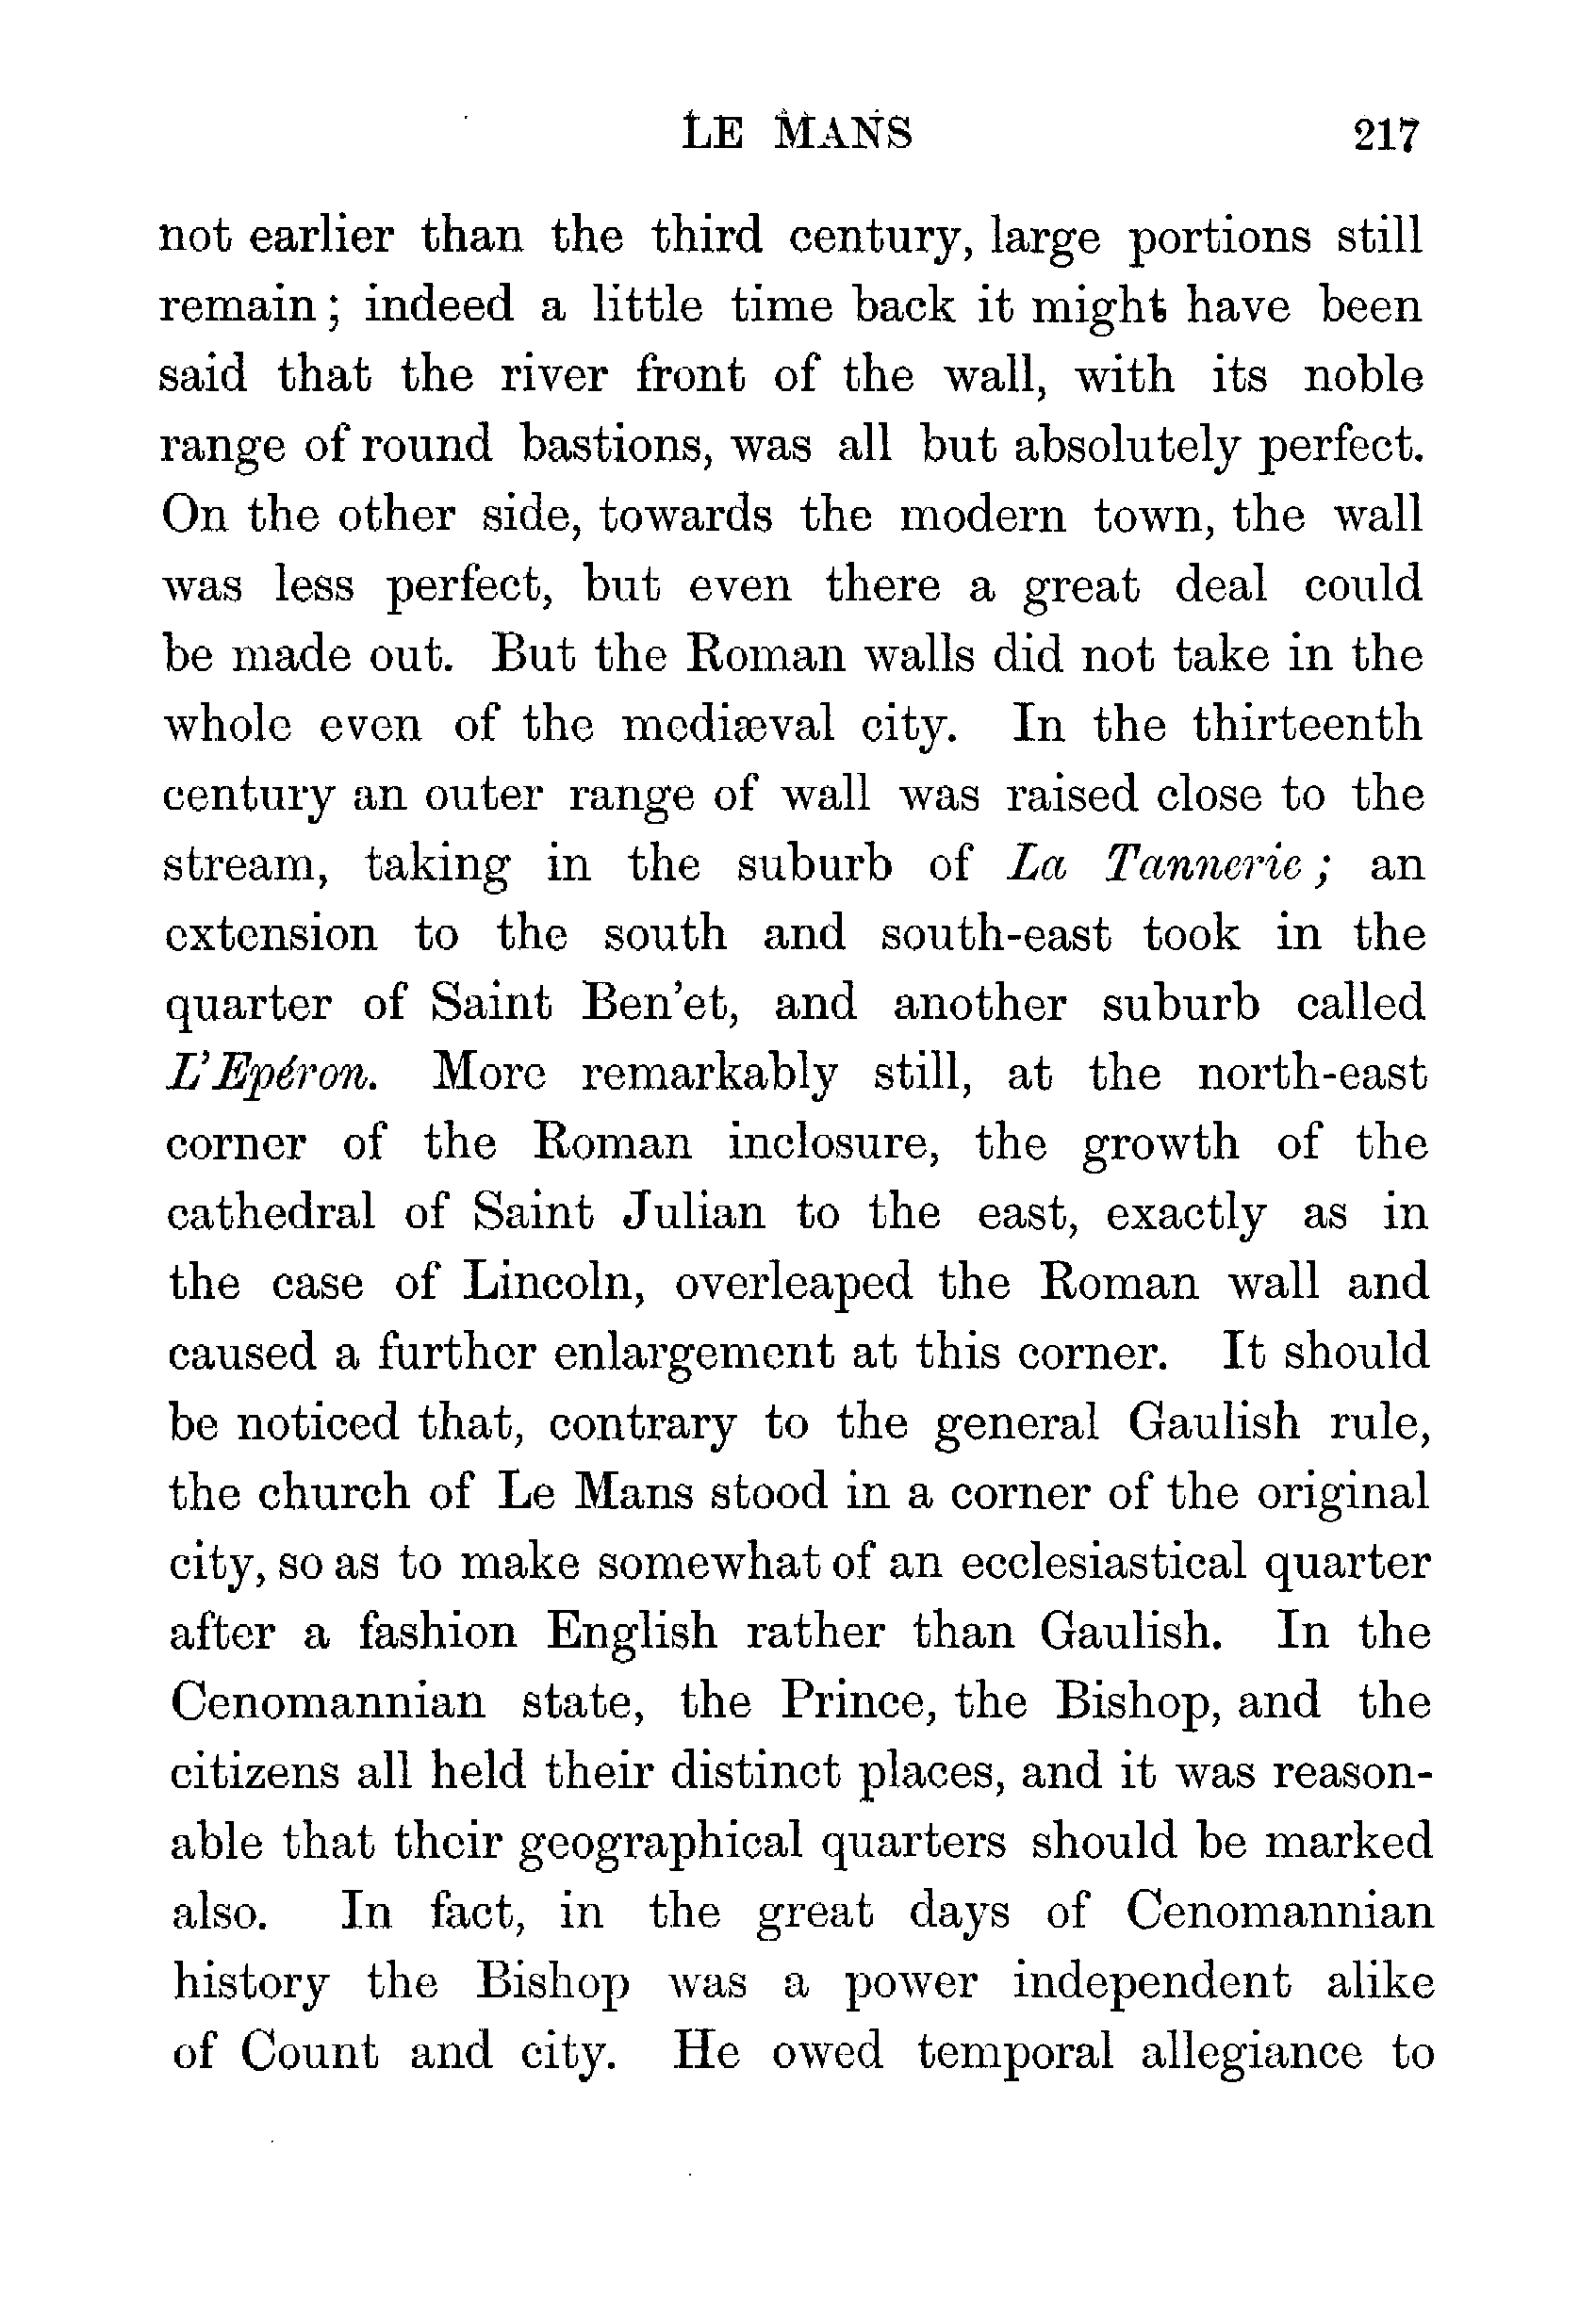 LE MANS 217
not earlier than the third century, large portions still
remain; indeed a little time back it might have been
said that the river front of the wall, with its noble
range of round bastions, was all but absolutely perfect.
On the other side, towards the modern town, the wall
was less perfect, but even there a great deal could
be made out. But the Roman walls did not take in the
whole even of the mediæval city. In the thirteenth
century an outer range of wall was raised close to the
stream, taking in the suburb of La Tannerie; an
extension to the south and south-east took in the
quarter of Saint Ben'et, and another suburb called
L'Epéron. More remarkably still, at the north-east
corner of the Roman inclosure, the growth of the
cathedral of Saint Julian to the east, exactly as in
the case of Lincoln, overleaped the Roman wall and
caused a further enlargement at this corner. It should
be noticed that, contrary to the general Gaulish rule,
the church of Le Mans stood in a corner of the original
city, so as to make somewhat of an ecclesiastical quarter
after a fashion English rather than Gaulish. In the
Cenomannian state, the Prince, the Bishop, and the
citizens all held their distinct places, and it was reason-
able that their geographical quarters should be marked
also. In fact, in the great days of Cenomannian
history the Bishop was a power independent alike
of Count and city. He owed temporal allegiance to